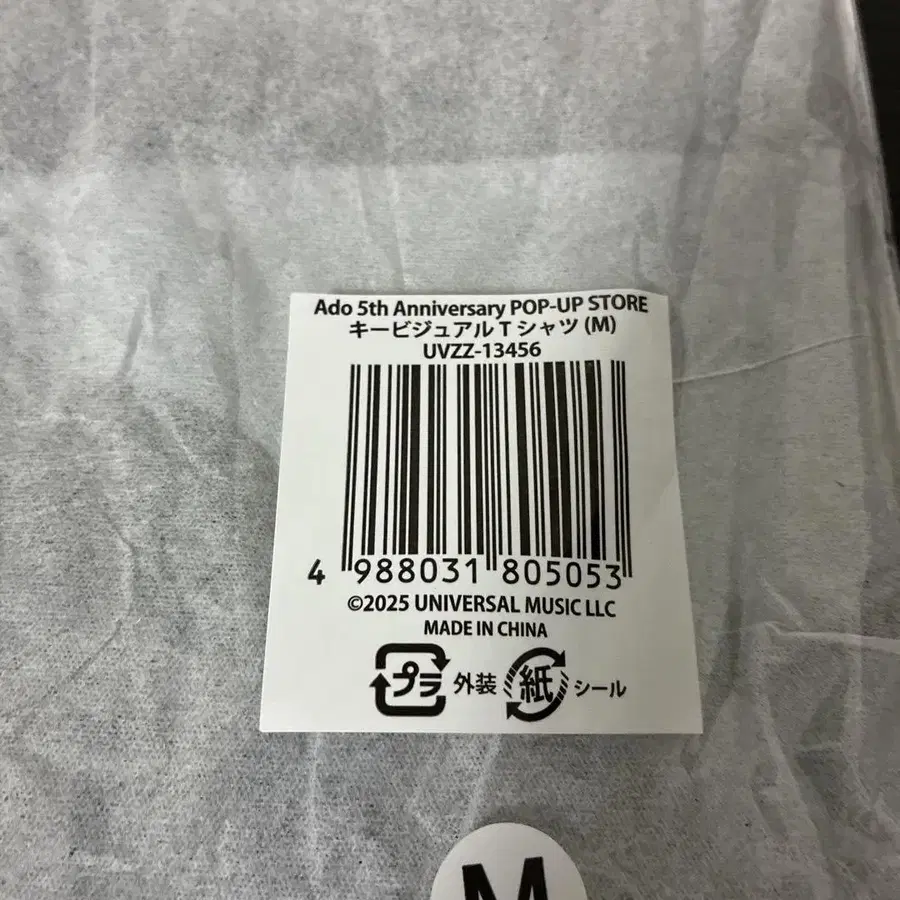 Ado 5th Anniversary POP-UP STORE
キービジュアルTシャツ(M)
UVZZ-13456
4 988031 805053
©2025 UNIVERSAL MUSIC LLC
MADE IN CHINA
プラ 外装 紙 シール
M